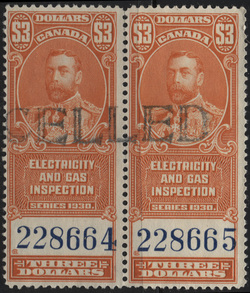 DOLLARS DOLLARS
CANADA CANADA
$3 $3 $3 $3
CELLED
ELECTRICITY ELECTRICITY
AND GAS AND GAS
INSPECTION INSPECTION
SERIES 1930. SERIES 1930.
228664 228665
THREE THREE
DOLLARS DOLLARS